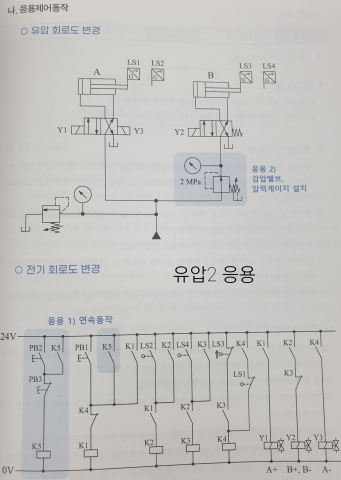 나. 응용제어동작
○ 유압 회로도 변경
LS1 LS2
LS3 LS4
A
B
Y1 Y3
Y2
응용 2)
감압밸브,
압력게이지 설치
2 MPa
○ 전기 회로도 변경
유압2 응용
응용 1) 연속동작
24V
PB2 K5 PB1 K5 K1 LS2 K2 LS4 K3 LS3 K4 K1 K2 K4
PB3
K3
LS1
K4 K1 K2 K3
K5 K1 K2 K3 K4 Y1 Y2 Y3
0V
A+ B+, B- A-